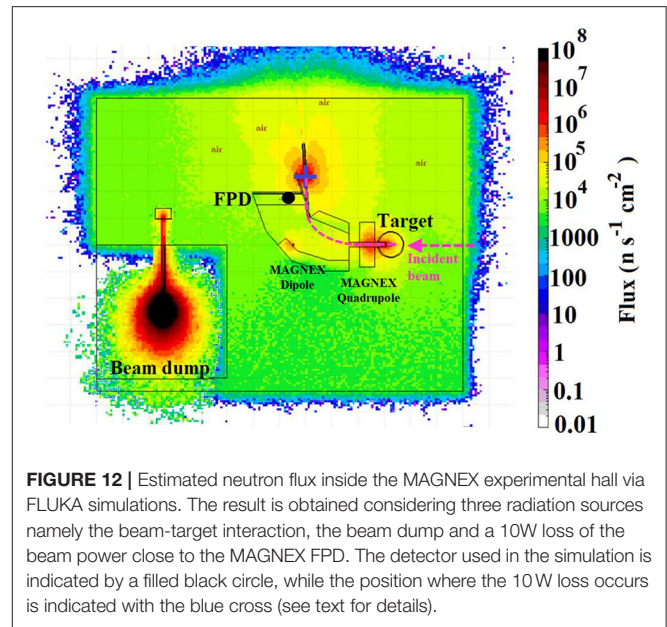 air
air
air
air
FPD
Target
Incident
beam
MAGNEX
Dipole
MAGNEX
Quadrupole
Beam dump
10^8
10^7
10^6
10^5
10^4
1000
100
10
1
0.1
0.01
Flux (n s^-1 cm^-2)
FIGURE 12 | Estimated neutron flux inside the MAGNEX experimental hall via
FLUKA simulations. The result is obtained considering three radiation sources
namely the beam-target interaction, the beam dump and a 10W loss of the
beam power close to the MAGNEX FPD. The detector used in the simulation is
indicated by a filled black circle, while the position where the 10 W loss occurs
is indicated with the blue cross (see text for details).